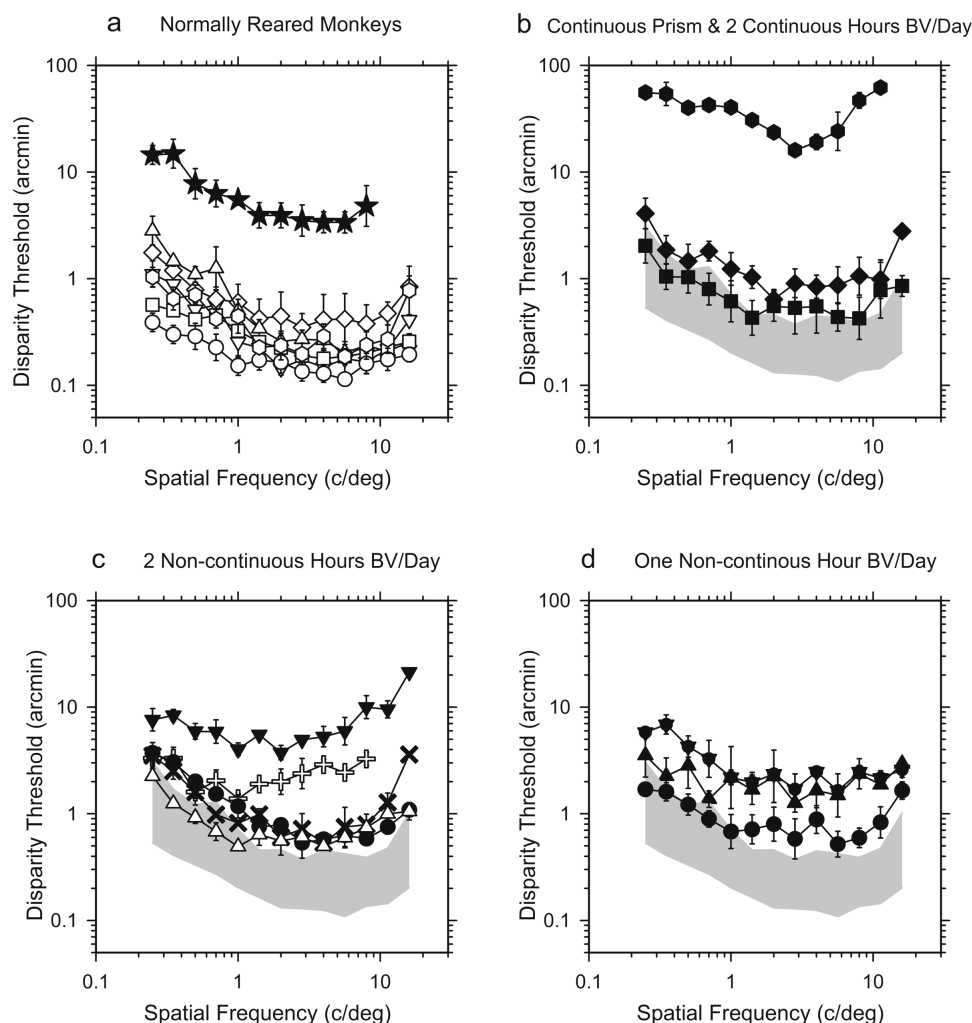 a Normally Reared Monkeys
100
10
1
0.1
Disparity Threshold (arcmin)
0.1 1 10
Spatial Frequency (c/deg)
b Continuous Prism & 2 Continuous Hours BV/Day
100
10
1
0.1
Disparity Threshold (arcmin)
0.1 1 10
Spatial Frequency (c/deg)
c 2 Non-continuous Hours BV/Day
100
10
1
0.1
Disparity Threshold (arcmin)
0.1 1 10
Spatial Frequency (c/deg)
d One Non-continous Hour BV/Day
100
10
1
0.1
Disparity Threshold (arcmin)
0.1 1 10
Spatial Frequency (c/deg)